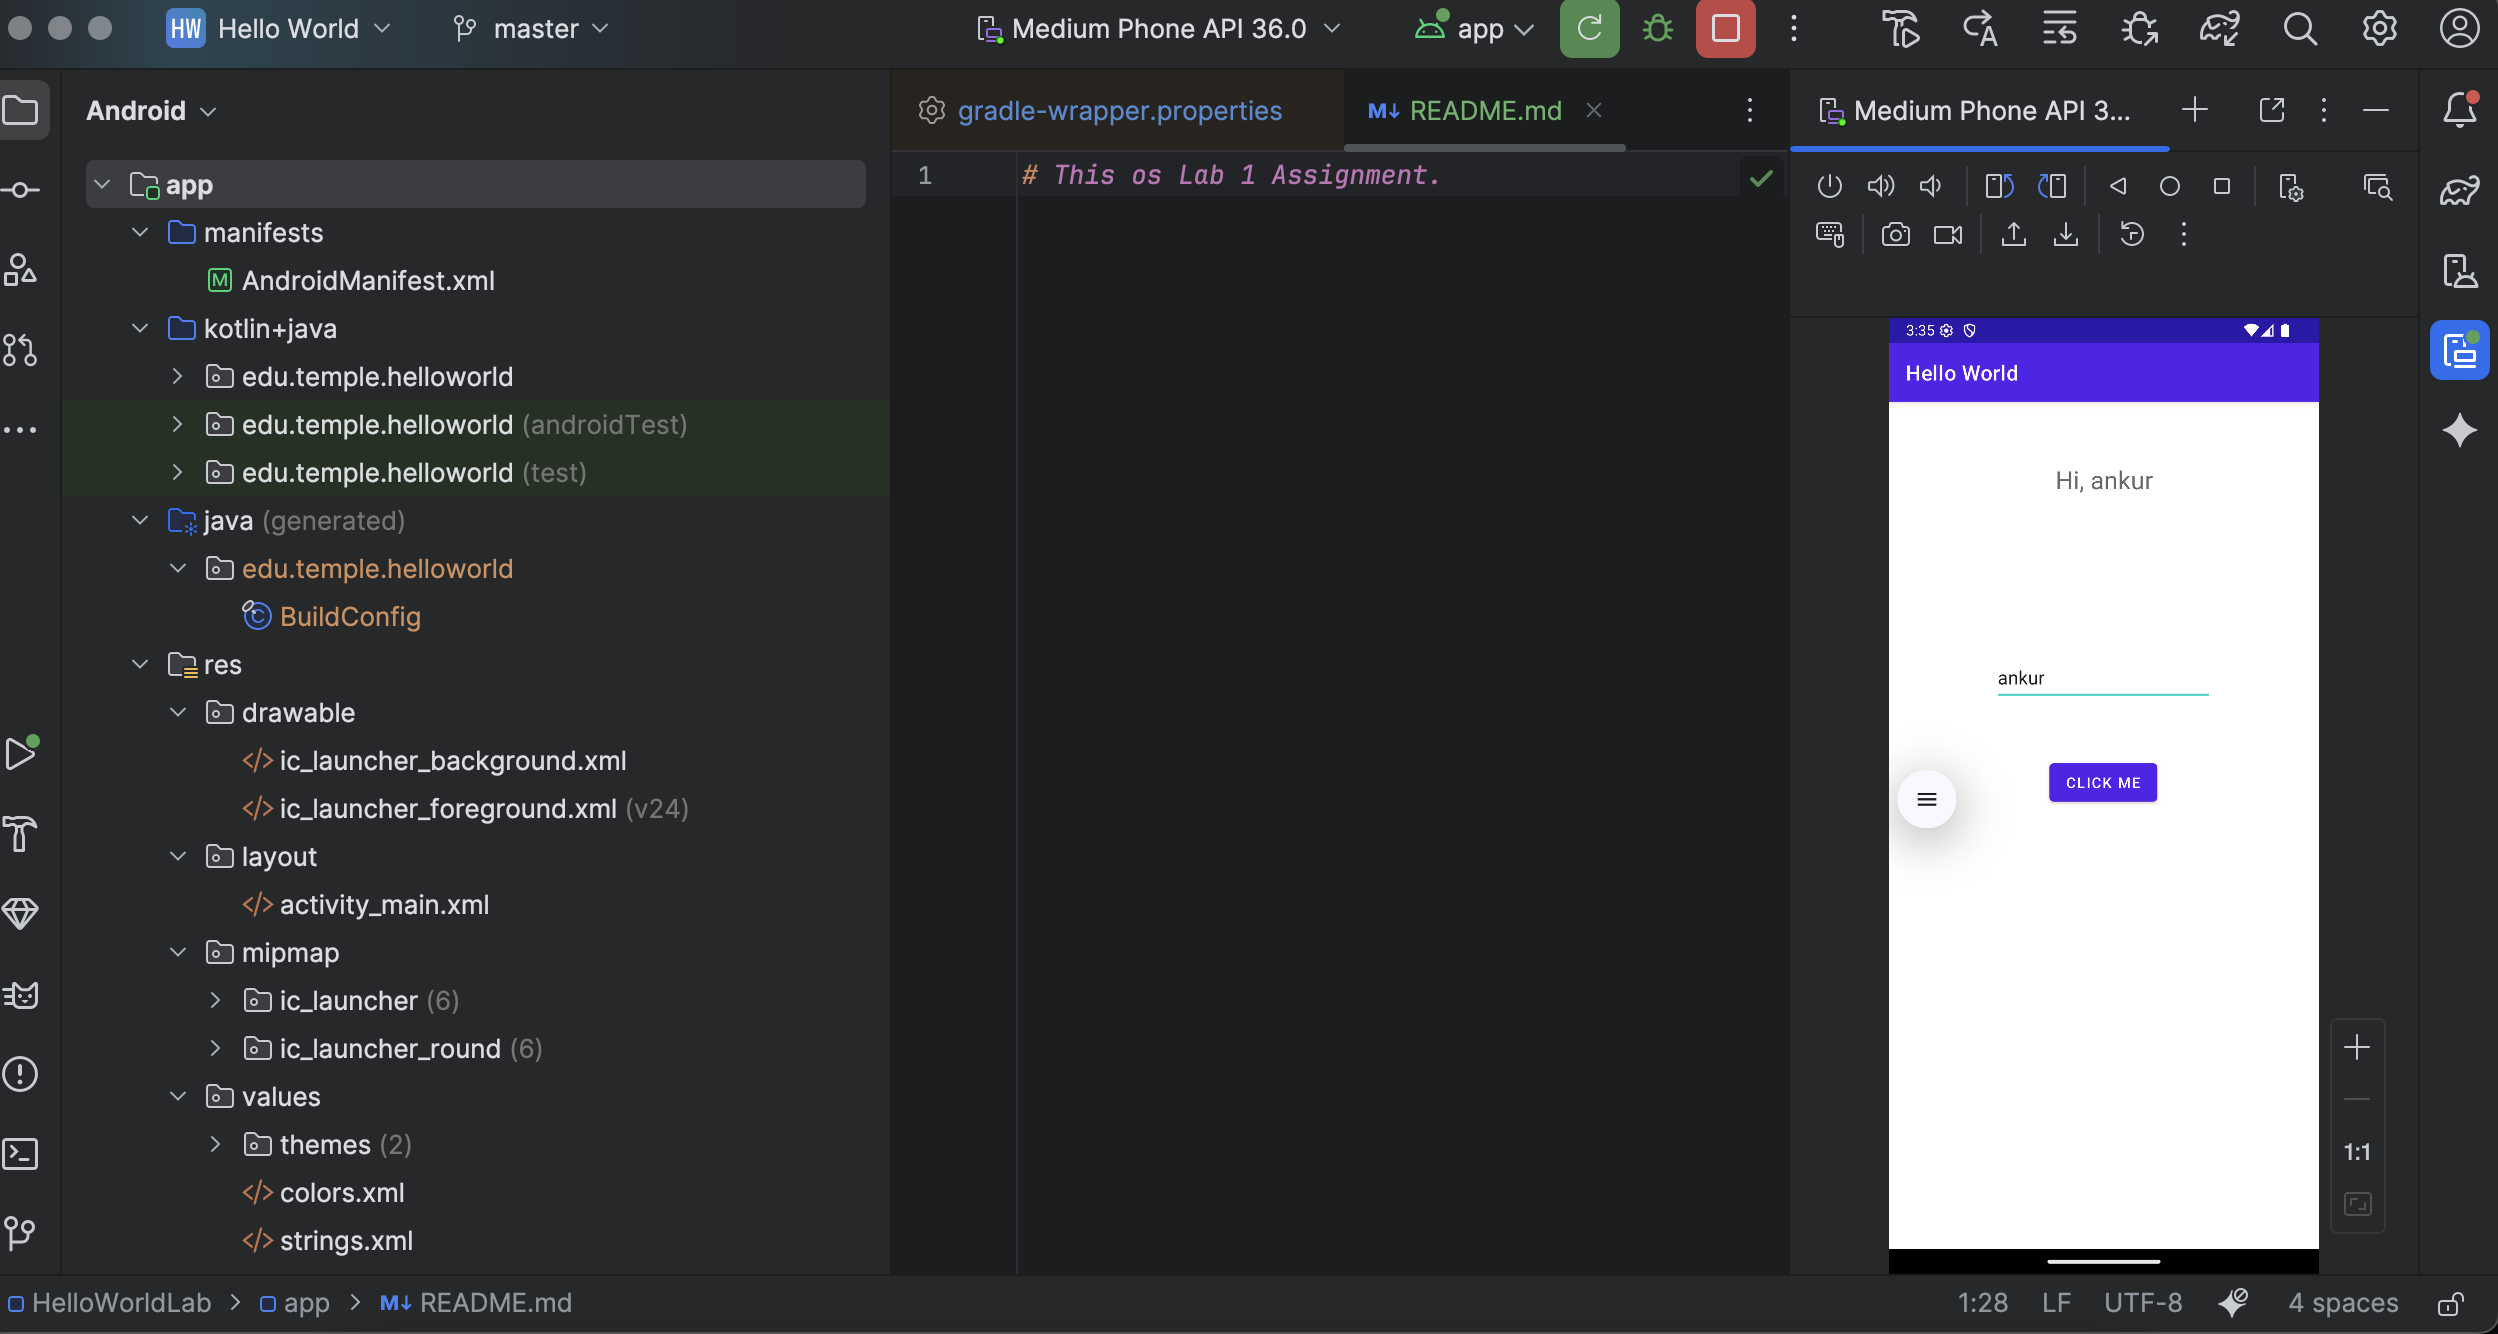 HW Hello World master Medium Phone API 36.0 app
Android
gradle-wrapper.properties M↓ README.md
Medium Phone API 3...
app
manifests
M AndroidManifest.xml
kotlin+java
edu.temple.helloworld
edu.temple.helloworld (androidTest)
edu.temple.helloworld (test)
java (generated)
edu.temple.helloworld
C BuildConfig
res
drawable
</> ic_launcher_background.xml
</> ic_launcher_foreground.xml (v24)
layout
</> activity_main.xml
mipmap
ic_launcher (6)
ic_launcher_round (6)
values
themes (2)
</> colors.xml
</> strings.xml
1 # This os Lab 1 Assignment.
3:35
Hello World
Hi, ankur
ankur
CLICK ME
1:1
HelloWorldLab > app > M↓ README.md
1:28 LF UTF-8 4 spaces